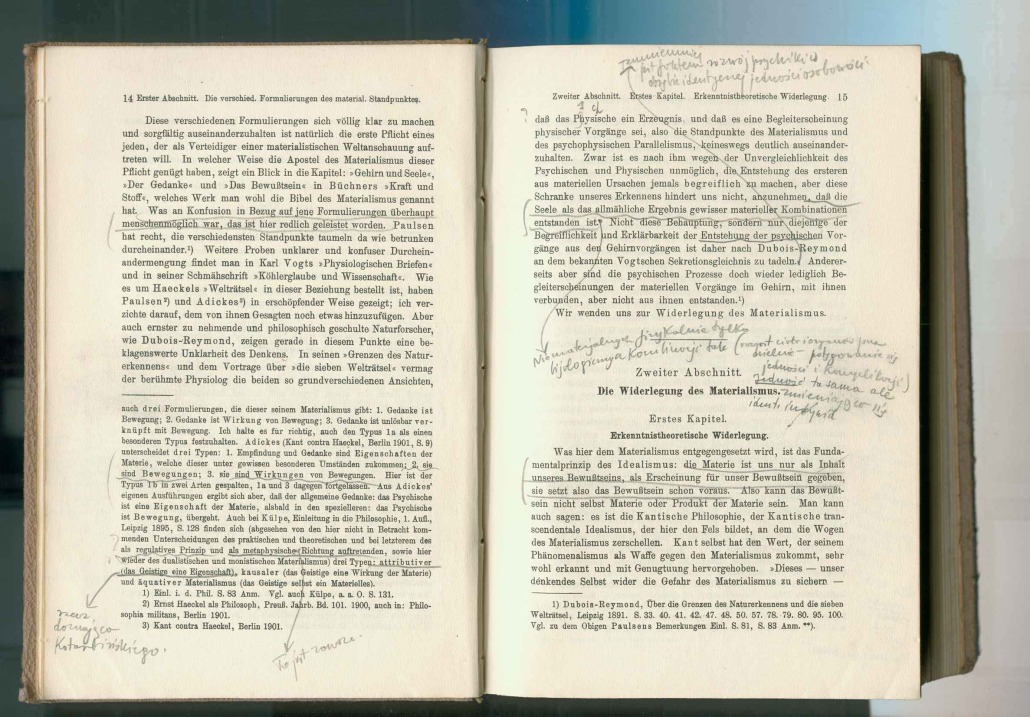 14 Erster Abschnitt. Die verschied. Formulierungen des material. Standpunktes.
Diese verschiedenen Formulierungen sich völlig klar zu machen
und sorgfältig auseinanderzuhalten ist natürlich die erste Pflicht eines
jeden, der als Verteidiger einer materialistischen Weltanschauung auf-
treten will. In welcher Weise die Apostel des Materialismus dieser
Pflicht genügt haben, zeigt ein Blick in die Kapitel: »Gehirn und Seele«,
»Der Gedanke« und »Das Bewußtsein« in Büchners »Kraft und
Stoff«, welches Werk man wohl die Bibel des Materialismus genannt
hat. Was an Konfusion in Bezug auf jene Formulierungen überhaupt
menschenmöglich war, das ist hier redlich geleistet worden. Paulsen
hat recht, die verschiedensten Standpunkte taumeln da wie betrunken
durcheinander.¹) Weitere Proben unklarer und konfuser Durchein-
andermengung findet man in Karl Vogts »Physiologischen Briefen«
und in seiner Schmähschrift »Köhlerglaube und Wissenschaft«. Wie
es um Haeckels »Welträtsel« in dieser Beziehung bestellt ist, haben
Paulsen²) und Adickes³) in erschöpfender Weise gezeigt; ich ver-
zichte darauf, dem von ihnen Gesagten noch etwas hinzuzufügen. Aber
auch ernster zu nehmende und philosophisch geschulte Naturforscher,
wie Dubois-Reymond, zeigen gerade in diesem Punkte eine be-
klagenswerte Unklarheit des Denkens. In seinen »Grenzen des Natur-
erkennens« und dem Vortrage über »die sieben Welträtsel« vermag
der berühmte Physiolog die beiden so grundverschiedenen Ansichten,
auch drei Formulierungen, die dieser seinem Materialismus gibt: 1. Gedanke ist
Bewegung; 2. Gedanke ist Wirkung von Bewegung; 3. Gedanke ist unlösbar ver-
knüpft mit Bewegung. Ich halte es für richtig, auch den Typus 1a als einen
besonderen Typus festzuhalten. Adickes (Kant contra Haeckel, Berlin 1901, S. 9)
unterscheidet drei Typen: 1. Empfindung und Gedanke sind Eigenschaften der
Materie, welche dieser unter gewissen besonderen Umständen zukommen; 2. sie
sind Bewegungen; 3. sie sind Wirkungen von Bewegungen. Hier ist der
Typus 1b in zwei Arten gespalten, 1a und 3 dagegen fortgelassen. Aus Adickes'
eigenen Ausführungen ergibt sich aber, daß der allgemeine Gedanke: das Psychische
ist eine Eigenschaft der Materie, alsbald in den spezielleren: das Psychische
ist Bewegung, übergeht. Auch bei Külpe, Einleitung in die Philosophie, 1. Aufl.,
Leipzig 1895, S. 128 finden sich (abgesehen von den hier nicht in Betracht kom-
menden Unterscheidungen des praktischen und theoretischen und bei letzterem des
als regulatives Prinzip und als metaphysische Richtung auftretenden, sowie hier
wieder des dualistischen und monistischen Materialismus) drei Typen: attributiver
(das Geistige eine Eigenschaft), kausaler (das Geistige eine Wirkung der Materie)
und äquativer Materialismus (das Geistige selbst ein Materielles).
1) Einl. i. d. Phil. S. 83 Anm. Vgl. auch Külpe, a. a. O. S. 131.
2) Ernst Haeckel als Philosoph, Preuß. Jahrb. Bd. 101. 1900, auch in: Philo-
sophia militans, Berlin 1901.
3) Kant contra Haeckel, Berlin 1901.
Kotarbińskiego.
To jest zawsze.
rozwój psychiki
jedności osobowości
Zweiter Abschnitt. Erstes Kapitel. Erkenntnistheoretische Widerlegung. 15
daß das Physische ein Erzeugnis, und daß es eine Begleiterscheinung
physischer Vorgänge sei, also die Standpunkte des Materialismus und
des psychophysischen Parallelismus, keineswegs deutlich auseinander-
zuhalten. Zwar ist es nach ihm wegen der Unvergleichlichkeit des
Psychischen und Physischen unmöglich, die Entstehung des ersteren
aus materiellen Ursachen jemals begreiflich zu machen, aber diese
Schranke unseres Erkennens hindert uns nicht, anzunehmen, daß die
Seele als das allmähliche Ergebnis gewisser materieller Kombinationen
entstanden ist. Nicht diese Behauptung, sondern nur diejenige der
Begreiflichkeit und Erklärbarkeit der Entstehung der psychischen Vor-
gänge aus den Gehirnvorgängen ist daher nach Dubois-Reymond
an dem bekannten Vogtschen Sekretionsgleichnis zu tadeln. Anderer-
seits aber sind die psychischen Prozesse doch wieder lediglich Be-
gleiterscheinungen der materiellen Vorgänge im Gehirn, mit ihnen
verbunden, aber nicht aus ihnen entstanden.¹)
Wir wenden uns zur Widerlegung des Materialismus.
tylko
Zweiter Abschnitt.
jedności
Die Widerlegung des Materialismus.
ta sama ale
Erstes Kapitel.
Erkenntnistheoretische Widerlegung.
Was hier dem Materialismus entgegengesetzt wird, ist das Funda-
mentalprinzip des Idealismus: die Materie ist uns nur als Inhalt
unseres Bewußtseins, als Erscheinung für unser Bewußtsein gegeben,
sie setzt also das Bewußtsein schon voraus. Also kann das Bewußt-
sein nicht selbst Materie oder Produkt der Materie sein. Man kann
auch sagen: es ist die Kantische Philosophie, der Kantische tran-
scendentale Idealismus, der hier den Fels bildet, an dem die Wogen
des Materialismus zerschellen. Kant selbst hat den Wert, der seinem
Phänomenalismus als Waffe gegen den Materialismus zukommt, sehr
wohl erkannt und mit Genugtuung hervorgehoben. »Dieses — unser
denkendes Selbst wider die Gefahr des Materialismus zu sichern —
1) Dubois-Reymond, Über die Grenzen des Naturerkennens und die sieben
Welträtsel, Leipzig 1891. S. 33. 40. 41. 42. 47. 48. 50. 57. 78. 79. 80. 95. 100.
Vgl. zu dem Obigen Paulsens Bemerkungen Einl. S. 81, S. 83 Anm. **).